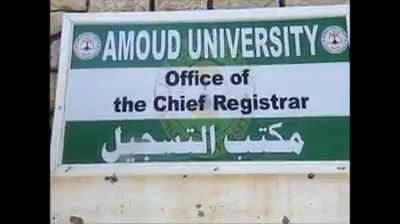 AMOUD UNIVERSITY
Office of
the Chief Registrar
مكتب التسجيل